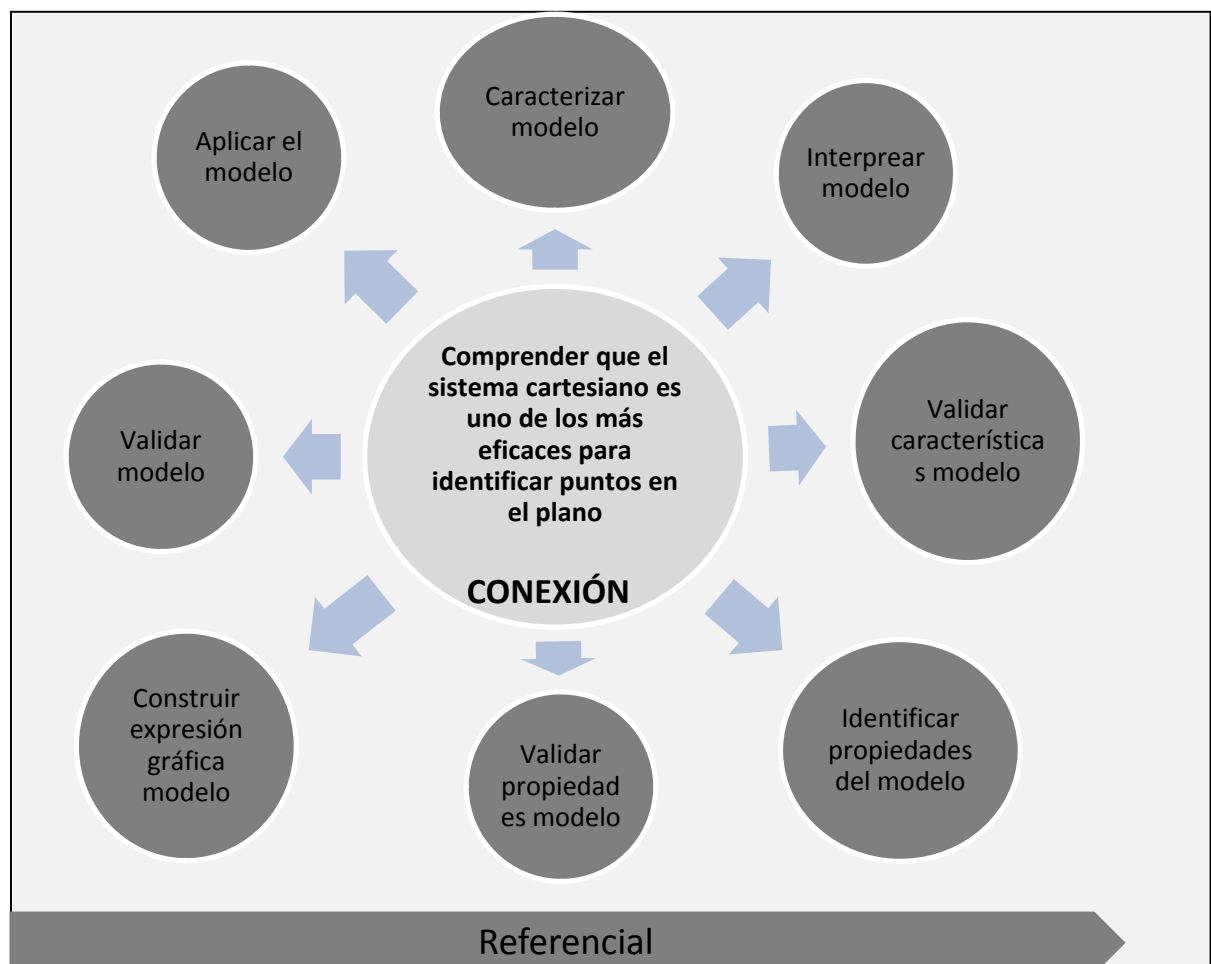 Caracterizar
modelo
Interprear
modelo
Validar
característica
s modelo
Identificar
propiedades
del modelo
Validar
propiedad
es modelo
Construir
expresión
gráfica
modelo
Validar
modelo
Aplicar el
modelo
Comprender que el
sistema cartesiano es
uno de los más
eficaces para
identificar puntos en
el plano
CONEXIÓN
Referencial